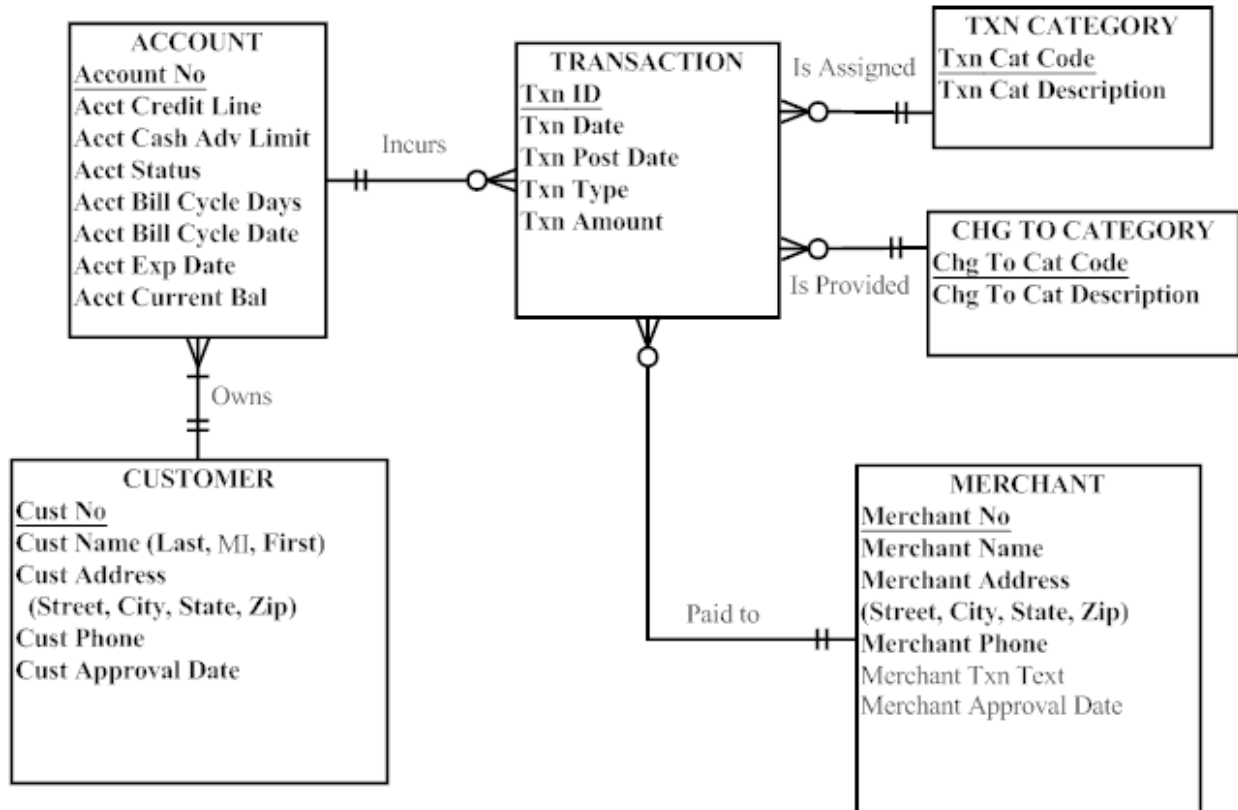 ACCOUNT
Account No
Acct Credit Line
Acct Cash Adv Limit
Acct Status
Acct Bill Cycle Days
Acct Bill Cycle Date
Acct Exp Date
Acct Current Bal
Incurs
TRANSACTION
Txn ID
Txn Date
Txn Post Date
Txn Type
Txn Amount
Is Assigned
TXN CATEGORY
Txn Cat Code
Txn Cat Description
Is Provided
CHG TO CATEGORY
Chg To Cat Code
Chg To Cat Description
Owns
CUSTOMER
Cust No
Cust Name (Last, MI, First)
Cust Address
(Street, City, State, Zip)
Cust Phone
Cust Approval Date
Paid to
MERCHANT
Merchant No
Merchant Name
Merchant Address
(Street, City, State, Zip)
Merchant Phone
Merchant Txn Text
Merchant Approval Date